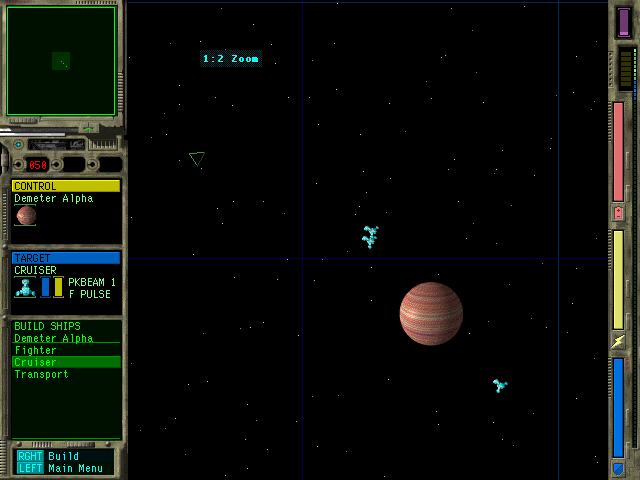 1:2 Zoom
050
CONTROL
Demeter Alpha
TARGET
CRUISER
PKBEAM 1
F PULSE
BUILD SHIPS
Demeter Alpha
Fighter
Cruiser
Transport
RGHT Build
LEFT Main Menu